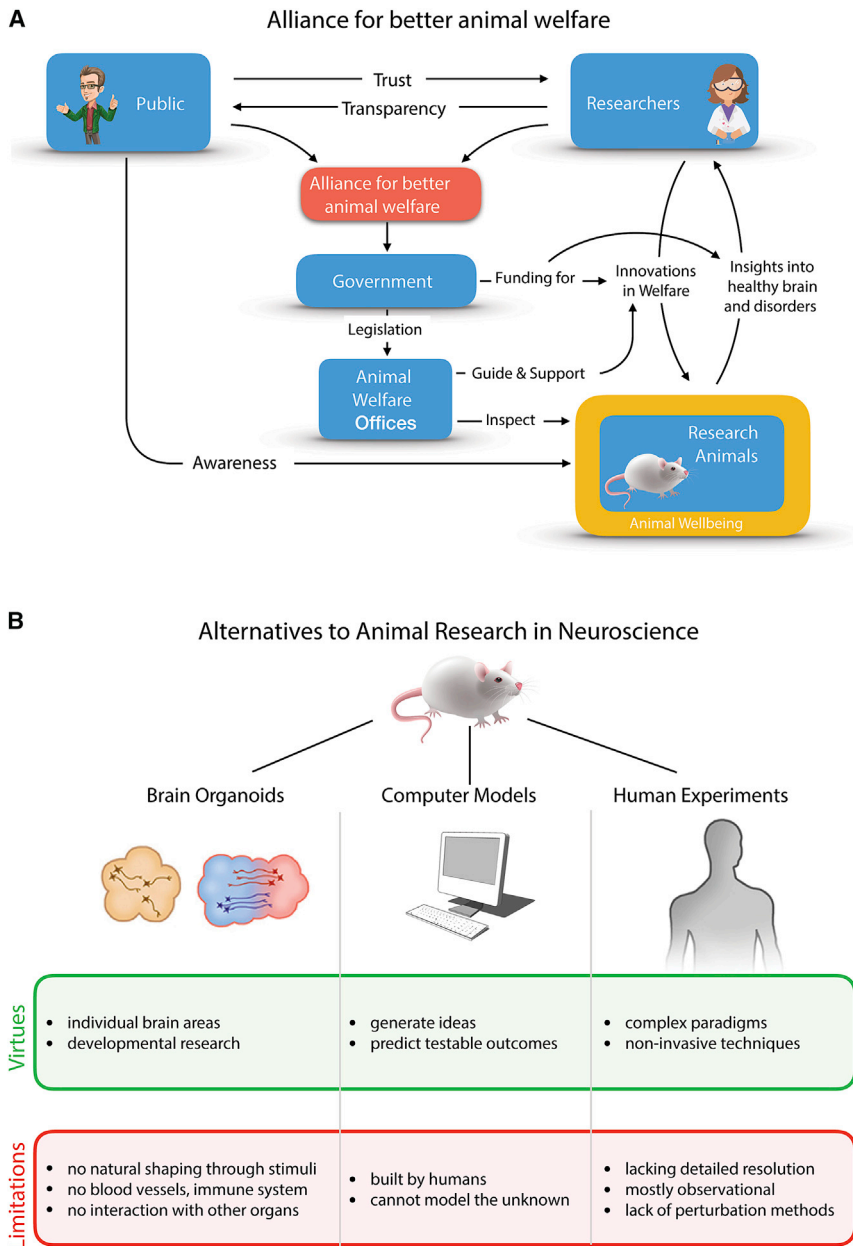 A
Alliance for better animal welfare
Public
Trust
Transparency
Researchers
Alliance for better
animal welfare
Government
Funding for
Innovations
in Welfare
Insights into
healthy brain
and disorders
Legislation
Animal
Welfare
Offices
Guide & Support
Inspect
Research
Animals
Awareness
Animal Wellbeing
B
Alternatives to Animal Research in Neuroscience
Brain Organoids
Computer Models
Human Experiments
Virtues
• individual brain areas
• developmental research
• generate ideas
• predict testable outcomes
• complex paradigms
• non-invasive techniques
Limitations
• no natural shaping through stimuli
• no blood vessels, immune system
• no interaction with other organs
• built by humans
• cannot model the unknown
• lacking detailed resolution
• mostly observational
• lack of perturbation methods